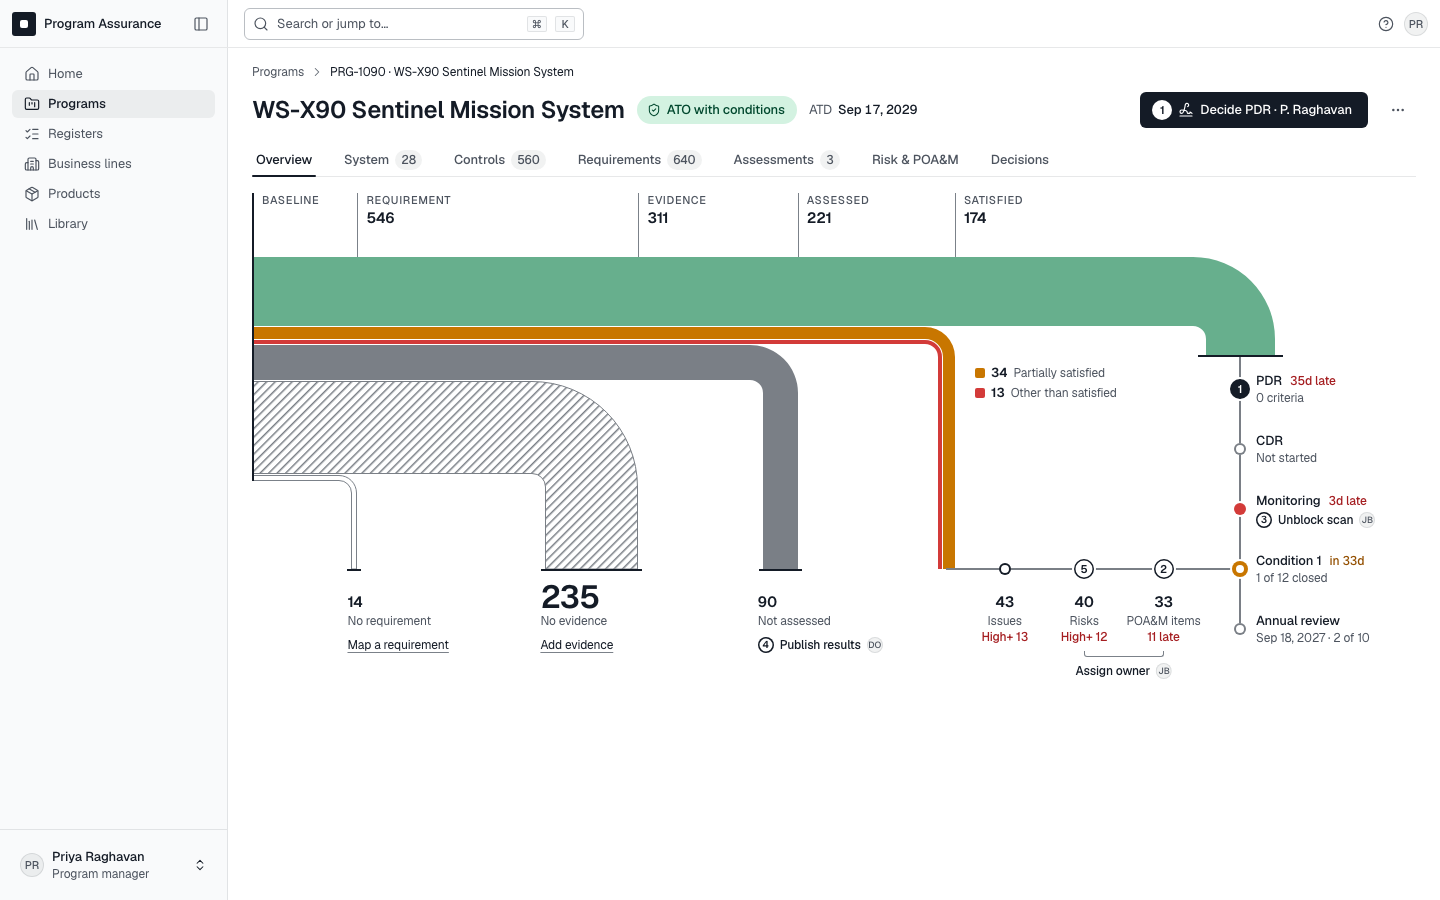 Program Assurance
Search or jump to...
⌘ K
PR
Home
Programs
Registers
Business lines
Products
Library
Programs > PRG-1090 · WS-X90 Sentinel Mission System
WS-X90 Sentinel Mission System
ATO with conditions
ATD Sep 17, 2029
1 Decide PDR · P. Raghavan
Overview
System 28
Controls 560
Requirements 640
Assessments 3
Risk & POA&M
Decisions
BASELINE
REQUIREMENT
546
EVIDENCE
311
ASSESSED
221
SATISFIED
174
34 Partially satisfied
13 Other than satisfied
1 PDR 35d late
0 criteria
CDR
Not started
Monitoring 3d late
3 Unblock scan JB
Condition 1 in 33d
1 of 12 closed
Annual review
Sep 18, 2027 · 2 of 10
14
No requirement
Map a requirement
235
No evidence
Add evidence
90
Not assessed
4 Publish results DO
43
Issues
High+ 13
5
40
Risks
High+ 12
2
33
POA&M items
11 late
Assign owner JB
PR
Priya Raghavan
Program manager